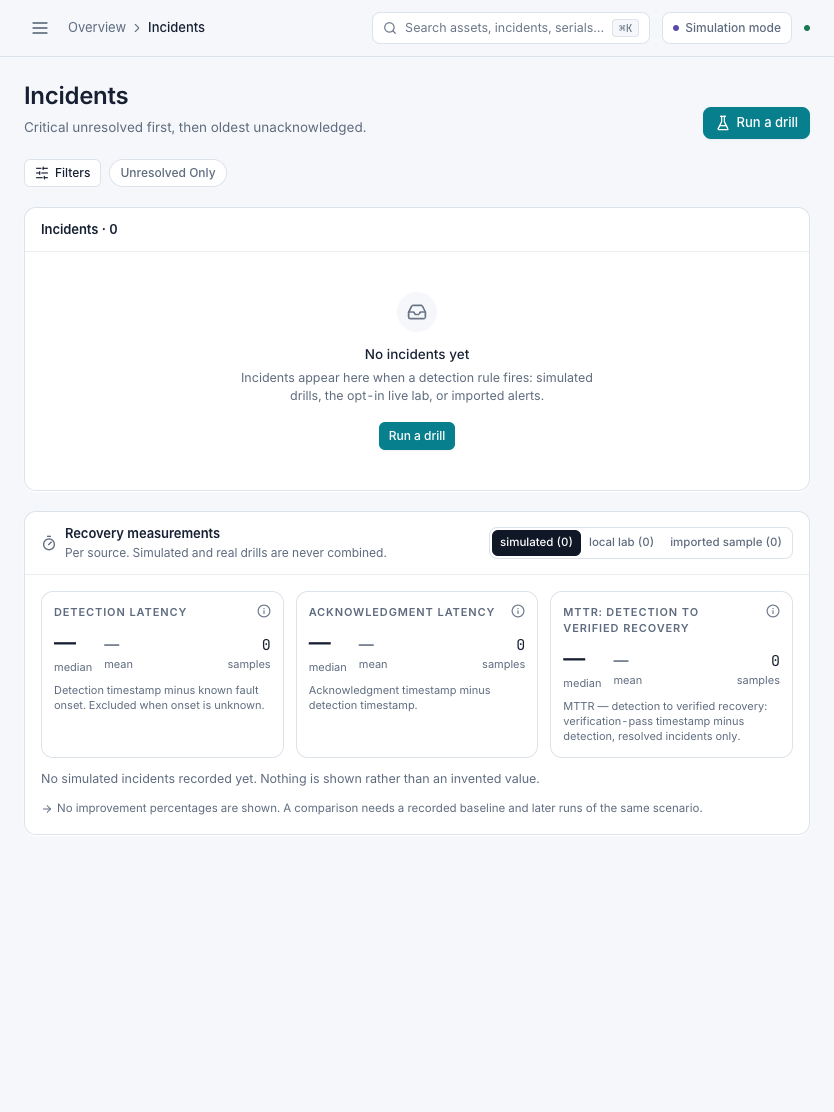 Overview > Incidents
Search assets, incidents, serials... ⌘K
Simulation mode
Incidents
Critical unresolved first, then oldest unacknowledged.
Run a drill
Filters
Unresolved Only
Incidents · 0
No incidents yet
Incidents appear here when a detection rule fires: simulated
drills, the opt-in live lab, or imported alerts.
Run a drill
Recovery measurements
Per source. Simulated and real drills are never combined.
simulated (0) local lab (0) imported sample (0)
DETECTION LATENCY
— — 0
median mean samples
Detection timestamp minus known fault
onset. Excluded when onset is unknown.
ACKNOWLEDGMENT LATENCY
— — 0
median mean samples
Acknowledgment timestamp minus
detection timestamp.
MTTR: DETECTION TO
VERIFIED RECOVERY
— — 0
median mean samples
MTTR — detection to verified recovery:
verification-pass timestamp minus
detection, resolved incidents only.
No simulated incidents recorded yet. Nothing is shown rather than an invented value.
→ No improvement percentages are shown. A comparison needs a recorded baseline and later runs of the same scenario.